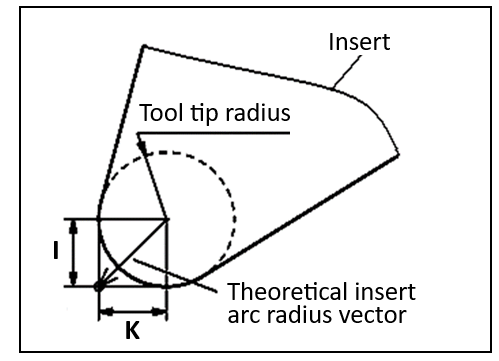 Insert
Tool tip radius
I
K
Theoretical insert
arc radius vector